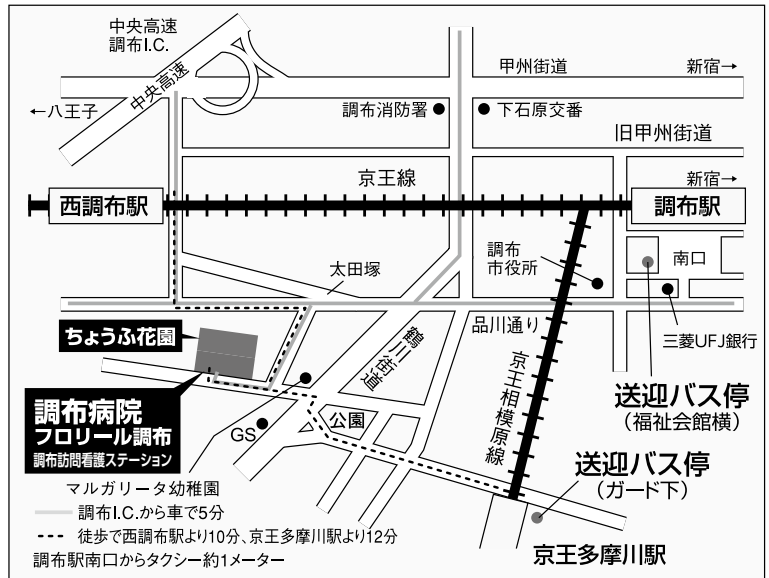 中央高速
調布I.C.
中央高速
甲州街道
新宿→
←八王子
調布消防署
下石原交番
旧甲州街道
京王線
新宿→
西調布駅
調布駅
太田塚
調布
市役所
南口
品川通り
三菱UFJ銀行
ちょうふ花園
鶴川街道
京王相模原線
調布病院
フロリール調布
調布訪問看護ステーション
公園
GS
送迎バス停
(福祉会館横)
送迎バス停
(ガード下)
マルガリータ幼稚園
調布I.C.から車で5分
徒歩で西調布駅より10分、京王多摩川駅より12分
調布駅南口からタクシー約1メーター
京王多摩川駅